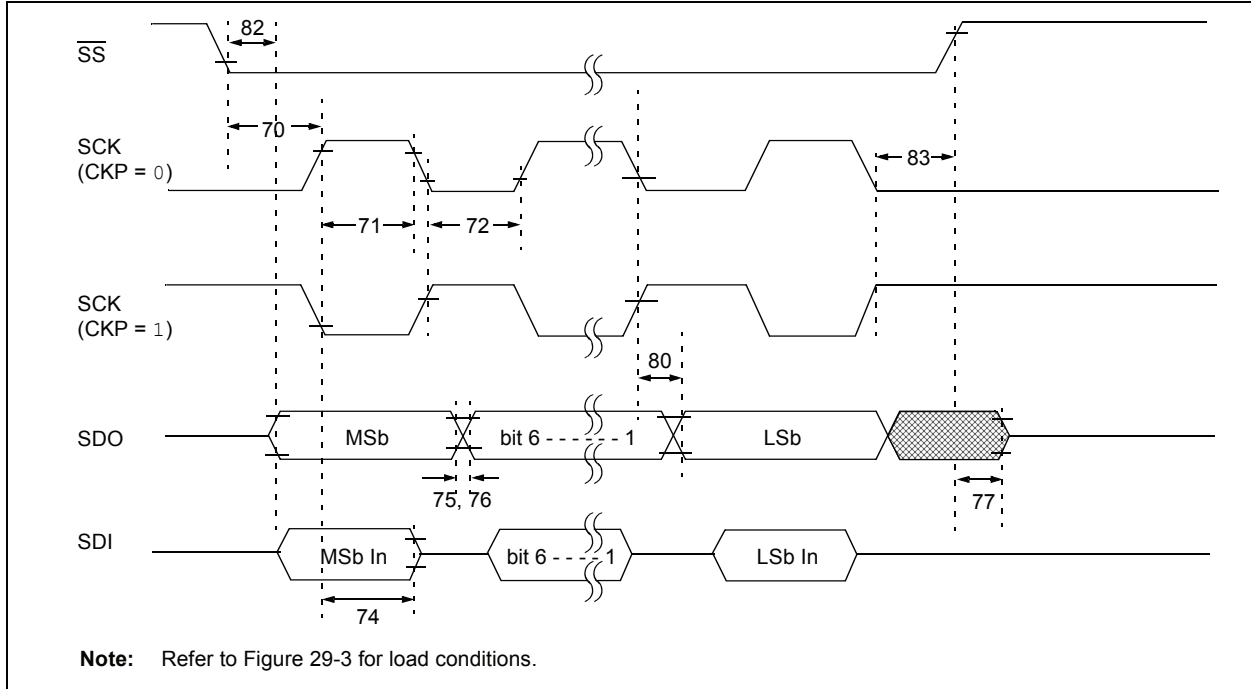 82
SS
70
SCK
(CKP = 0)
83
71
72
SCK
(CKP = 1)
80
SDO
MSb
bit 6 - - - - - - 1
LSb
75, 76
77
SDI
MSb In
bit 6 - - - - 1
LSb In
74
Note: Refer to Figure 29-3 for load conditions.